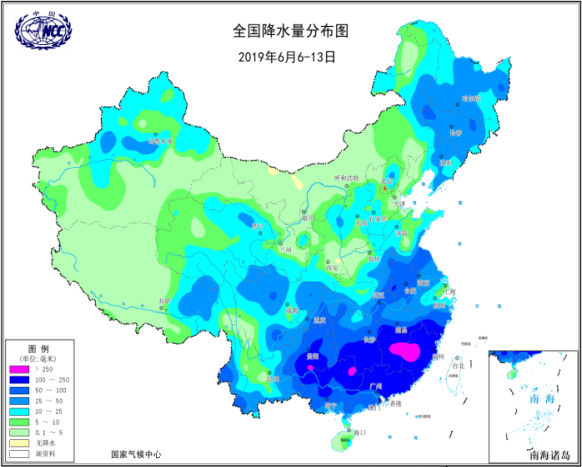 中国
NCC
全国降水量分布图
2019年6月6-13日
哈尔滨
长春
沈阳
乌鲁木齐
呼和浩特
北京
天津
银川
太原
石家庄
济南
西宁
兰州
郑州
西安
南京
合肥
上海
武汉
杭州
拉萨
成都
重庆
南昌
长沙
贵阳
福州
台北
昆明
广州
南宁
香港
澳门
海口
南海
图例
(单位:毫米)
> 250
100 ~ 250
50 ~ 100
25 ~ 50
10 ~ 25
5 ~ 10
0.1 ~ 5
无降水
缺资料
国家气候中心
南海
南海诸岛